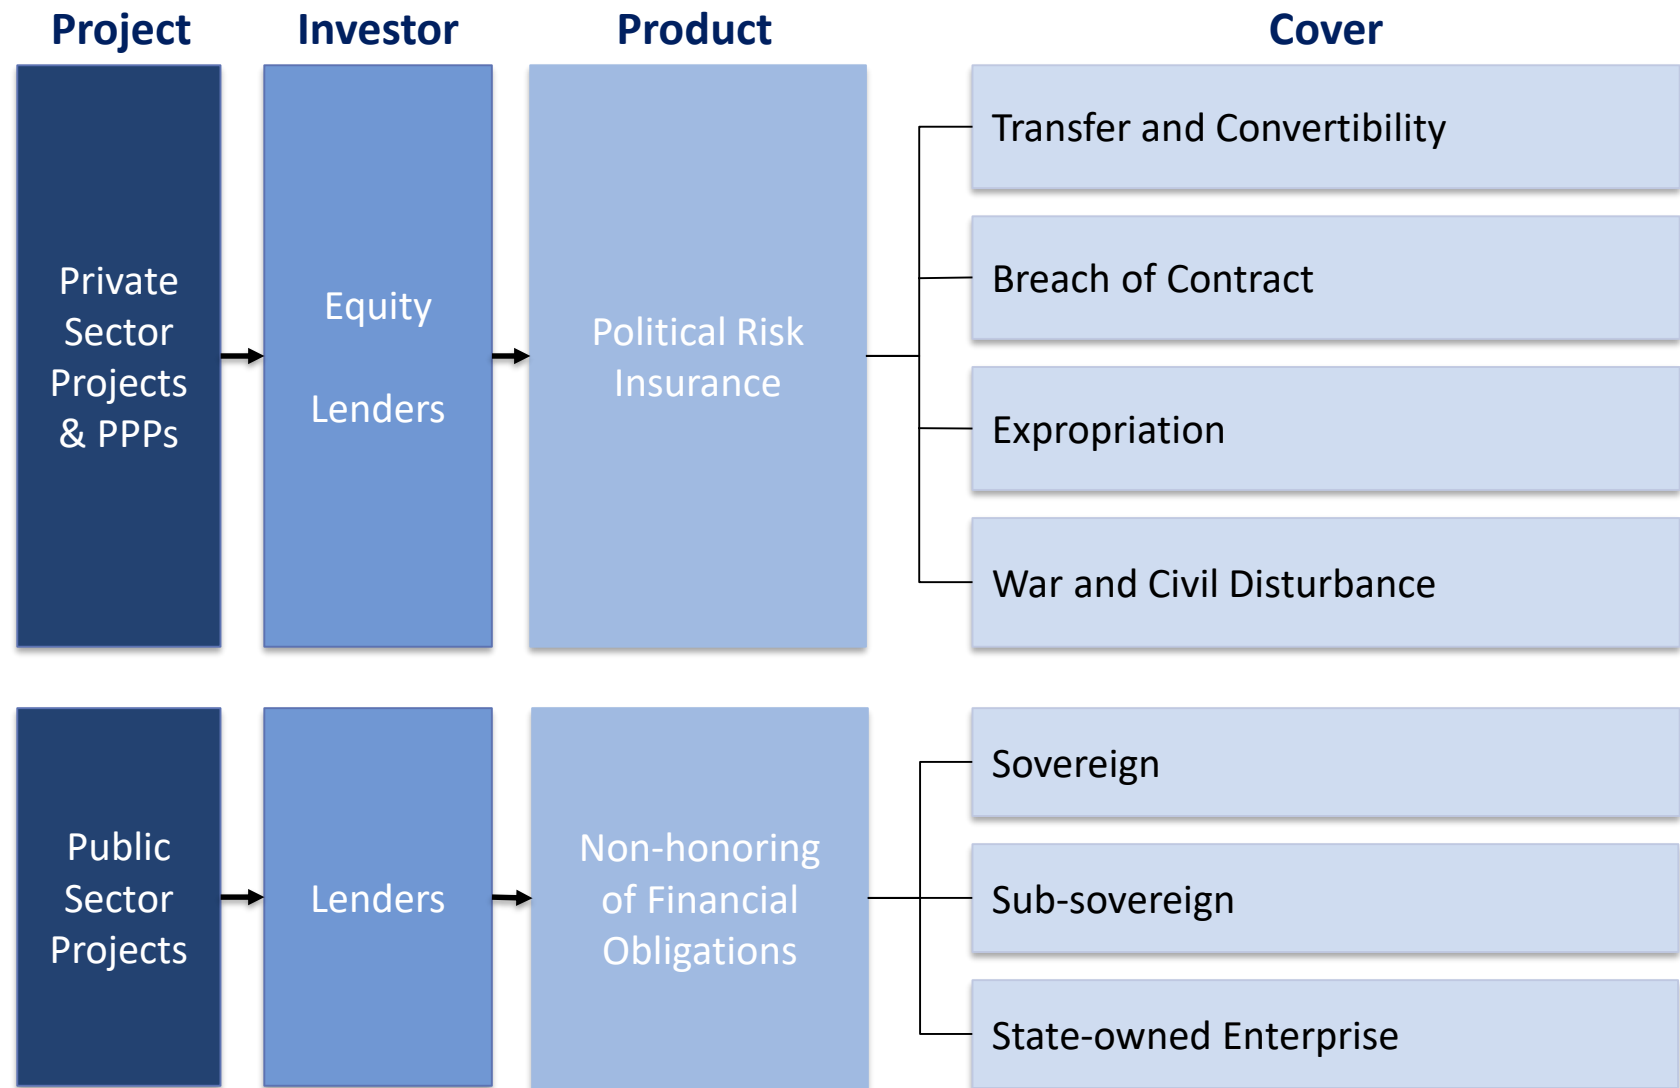 Project
Investor
Product
Cover
Private
Sector
Projects
& PPPs
Equity
Lenders
Political Risk
Insurance
Transfer and Convertibility
Breach of Contract
Expropriation
War and Civil Disturbance
Public
Sector
Projects
Lenders
Non-honoring
of Financial
Obligations
Sovereign
Sub-sovereign
State-owned Enterprise